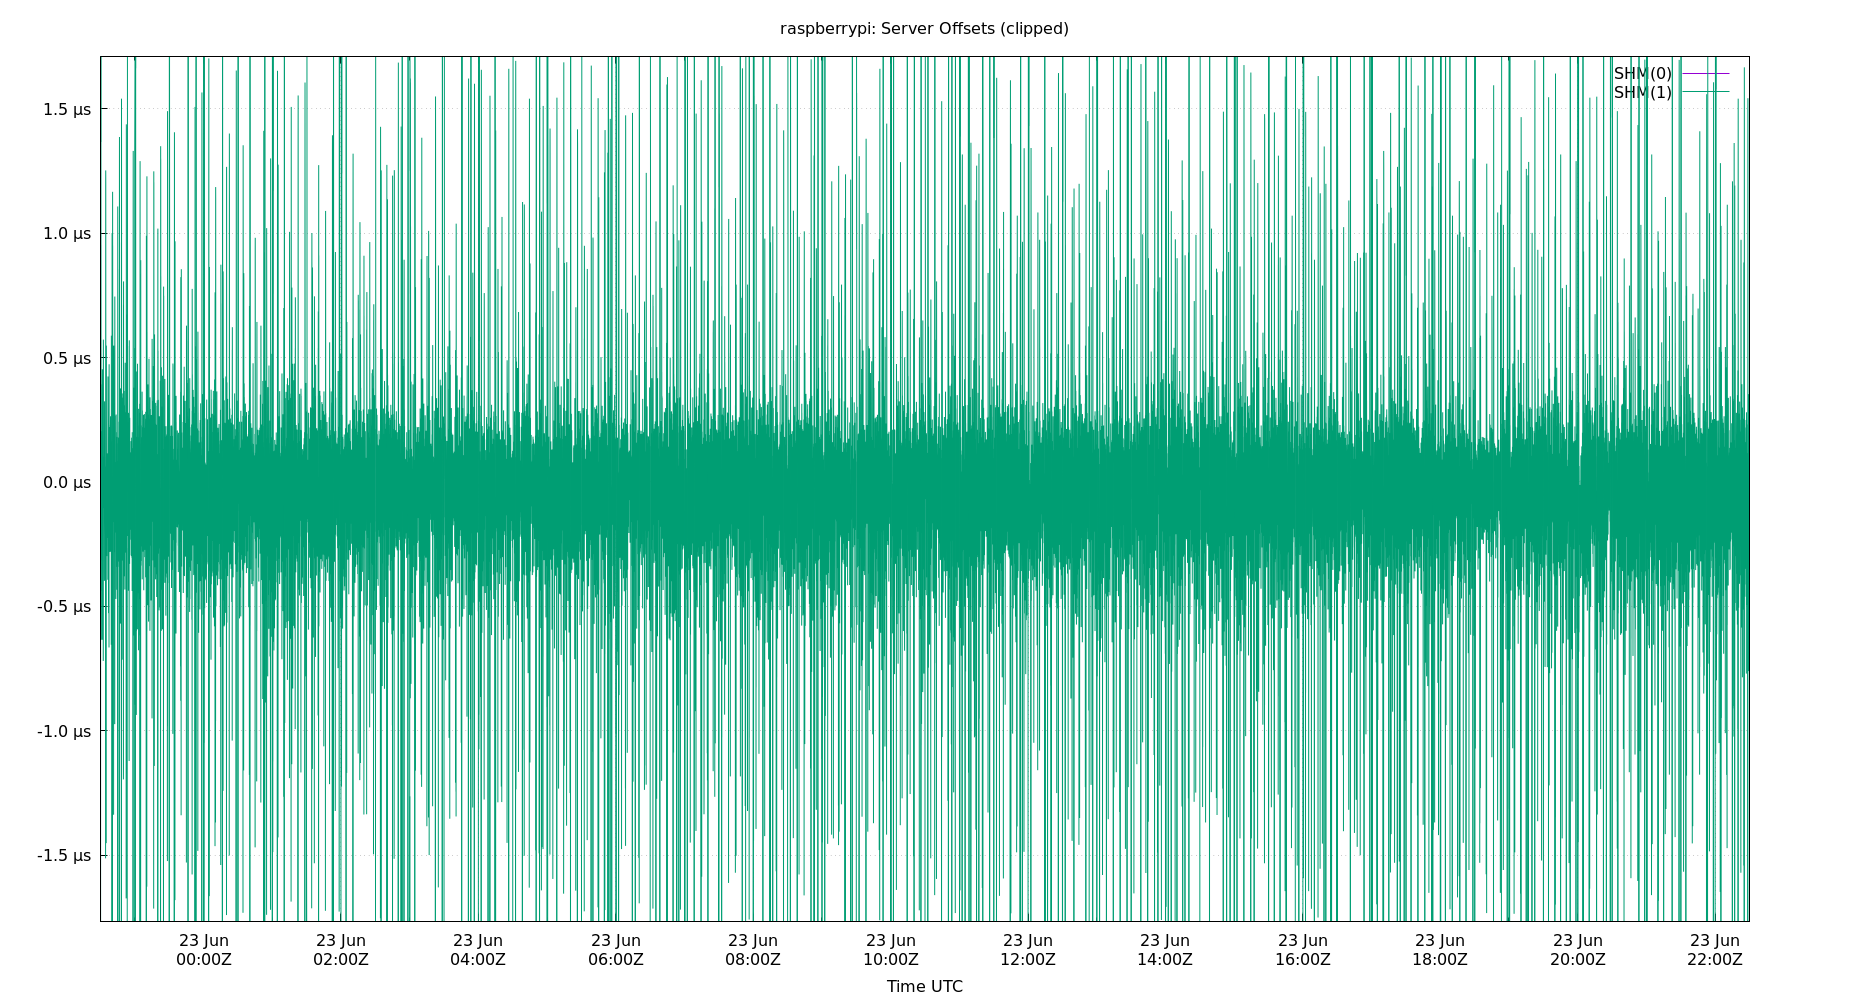 raspberrypi: Server Offsets (clipped)
SHM(0)
SHM(1)
1.5 µs
1.0 µs
0.5 µs
0.0 µs
-0.5 µs
-1.0 µs
-1.5 µs
23 Jun 23 Jun 23 Jun 23 Jun 23 Jun 23 Jun 23 Jun 23 Jun 23 Jun 23 Jun 23 Jun 23 Jun
00:00Z 02:00Z 04:00Z 06:00Z 08:00Z 10:00Z 12:00Z 14:00Z 16:00Z 18:00Z 20:00Z 22:00Z
Time UTC